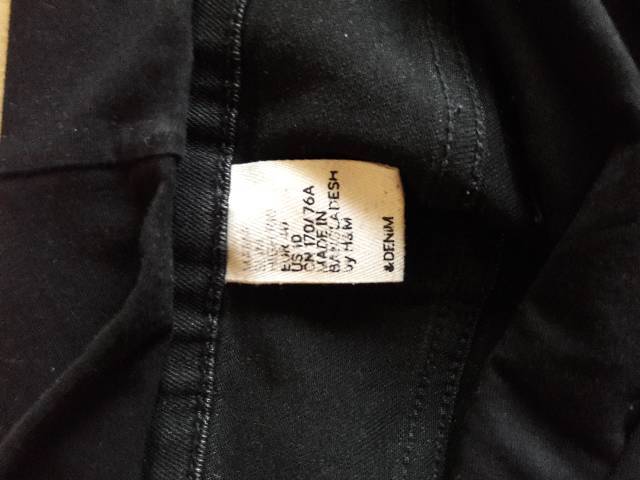 EUR 40
US 10
CN 170/76A
MADE IN
BANGLADESH
by H&M
&DENIM